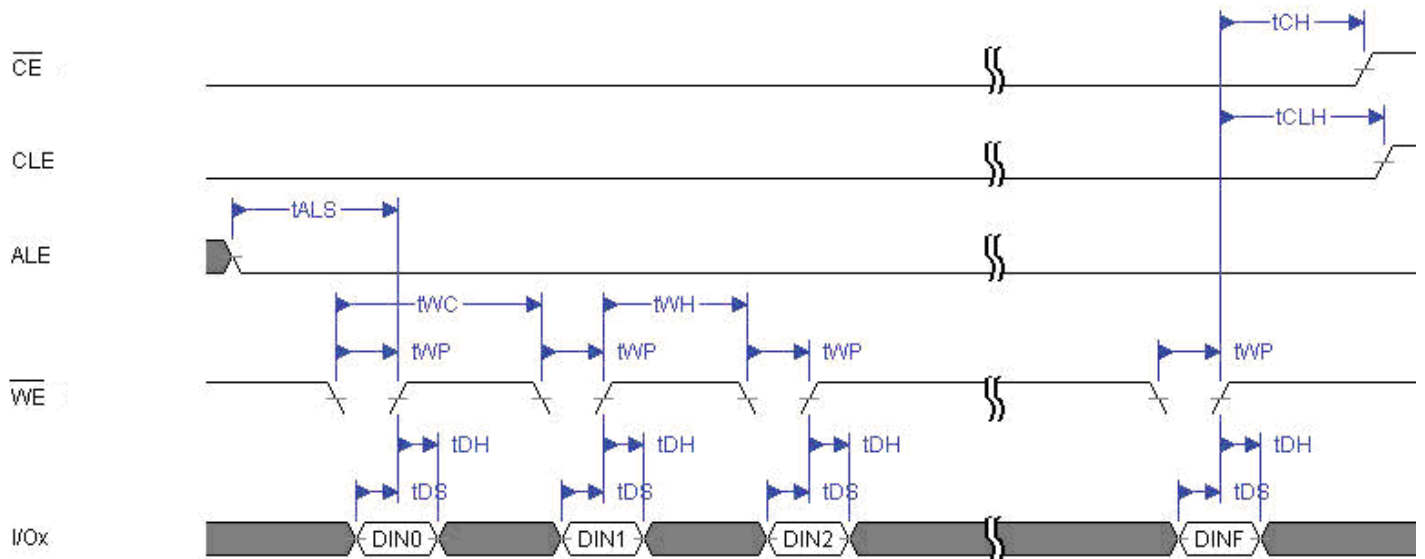 tCH
CE
tCLH
CLE
tALS
ALE
tWC tWH
tWP tWP tWP tWP
WE
tDH tDH tDH tDH
tDS tDS tDS tDS
I/Ox DIN0 DIN1 DIN2 DINF